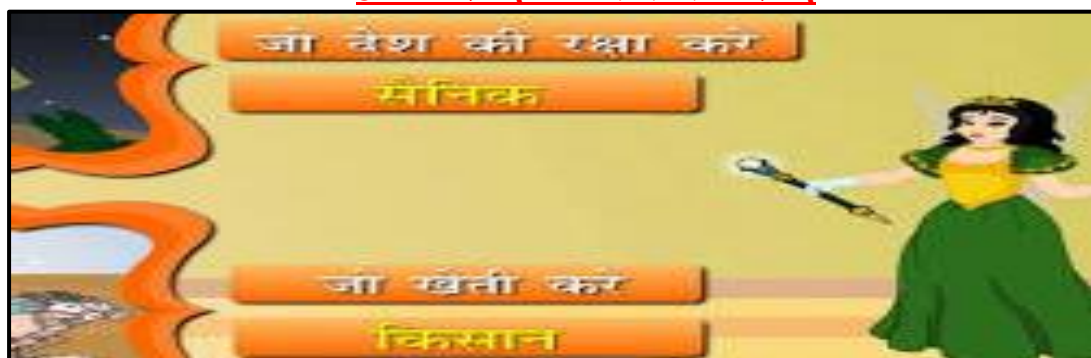 जो देश की रक्षा करे
सैनिक
जो खेती करे
किसान